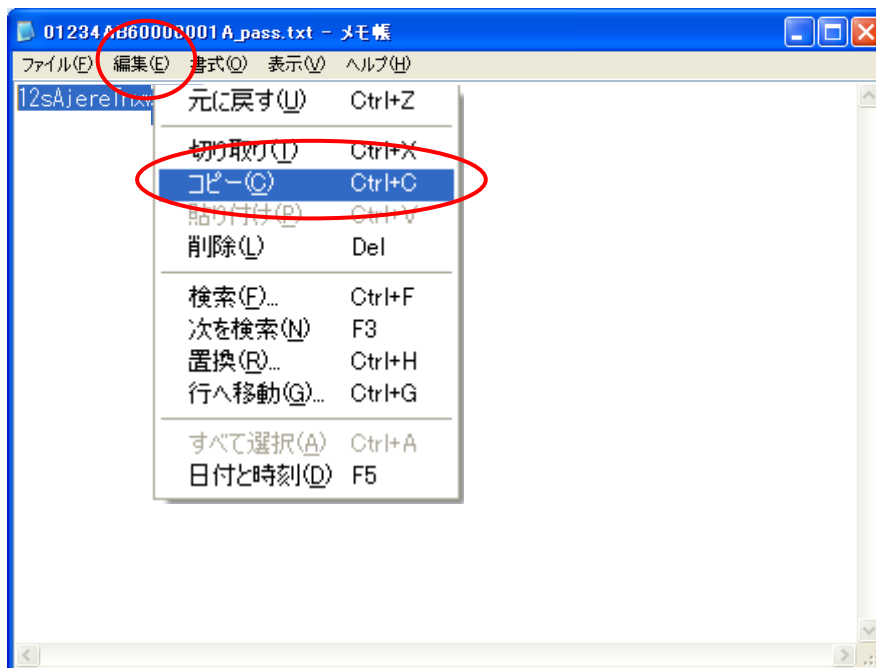 01234AB60000001A_pass.txt - メモ帳
ファイル(F) 編集(E) 書式(O) 表示(V) ヘルプ(H)
元に戻す(U) Ctrl+Z
切り取り(T) Ctrl+X
コピー(C) Ctrl+C
貼り付け(P) Ctrl+V
削除(L) Del
検索(F)... Ctrl+F
次を検索(N) F3
置換(R)... Ctrl+H
行へ移動(G)... Ctrl+G
すべて選択(A) Ctrl+A
日付と時刻(D) F5